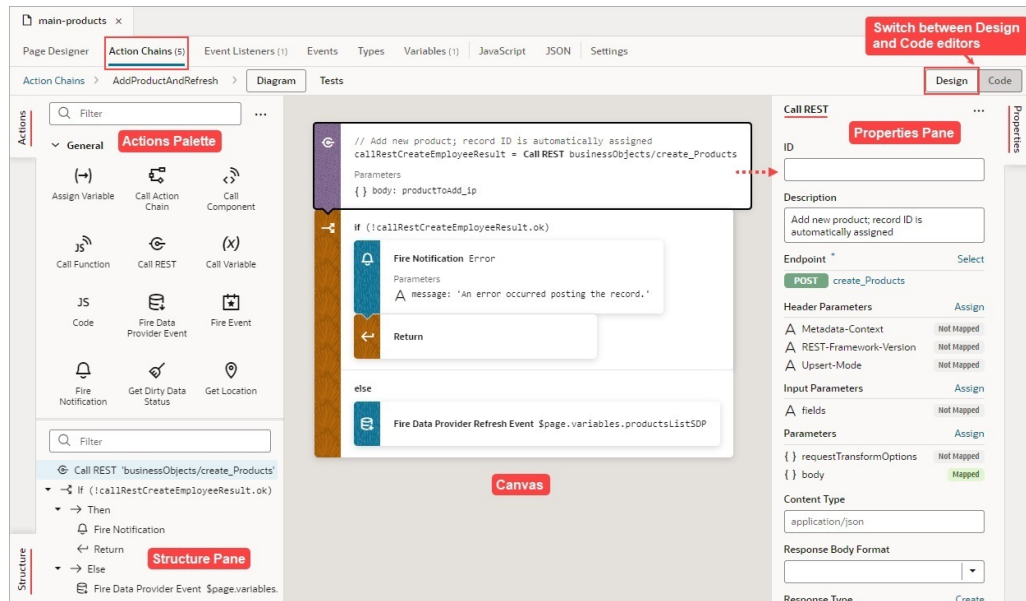 main-products ×
Page Designer Action Chains (5) Event Listeners (1) Events Types Variables (1) JavaScript JSON Settings
Switch between Design
and Code editors
Action Chains > AddProductAndRefresh > Diagram Tests
Design Code
Actions
Filter
...
Actions Palette
General
Assign Variable
Call Action
Chain
Call
Component
JS
Call Function
Call REST
(x)
Call Variable
JS
Code
Fire Data
Provider Event
Fire Event
Fire
Notification
Get Dirty Data
Status
Get Location
Structure
Filter
Call REST 'businessObjects/create_Products'
If (!callRestCreateEmployeeResult.ok)
Then
Fire Notification
Return
Structure Pane
Else
Fire Data Provider Event $page.variables.
// Add new product; record ID is automatically assigned
callRestCreateEmployeeResult = Call REST businessObjects/create_Products
Parameters
{ } body: productToAdd_ip
if (!callRestCreateEmployeeResult.ok)
Fire Notification Error
Parameters
A message: 'An error occurred posting the record.'
Return
else
Fire Data Provider Refresh Event $page.variables.productsListSDP
Canvas
Call REST
...
Properties Pane
Properties
ID
Description
Add new product; record ID is
automatically assigned
Endpoint * Select
POST create_Products
Header Parameters Assign
A Metadata-Context Not Mapped
A REST-Framework-Version Not Mapped
A Upsert-Mode Not Mapped
Input Parameters Assign
A fields Not Mapped
Parameters Assign
{ } requestTransformOptions Not Mapped
{ } body Mapped
Content Type
application/json
Response Body Format
Response Type Create